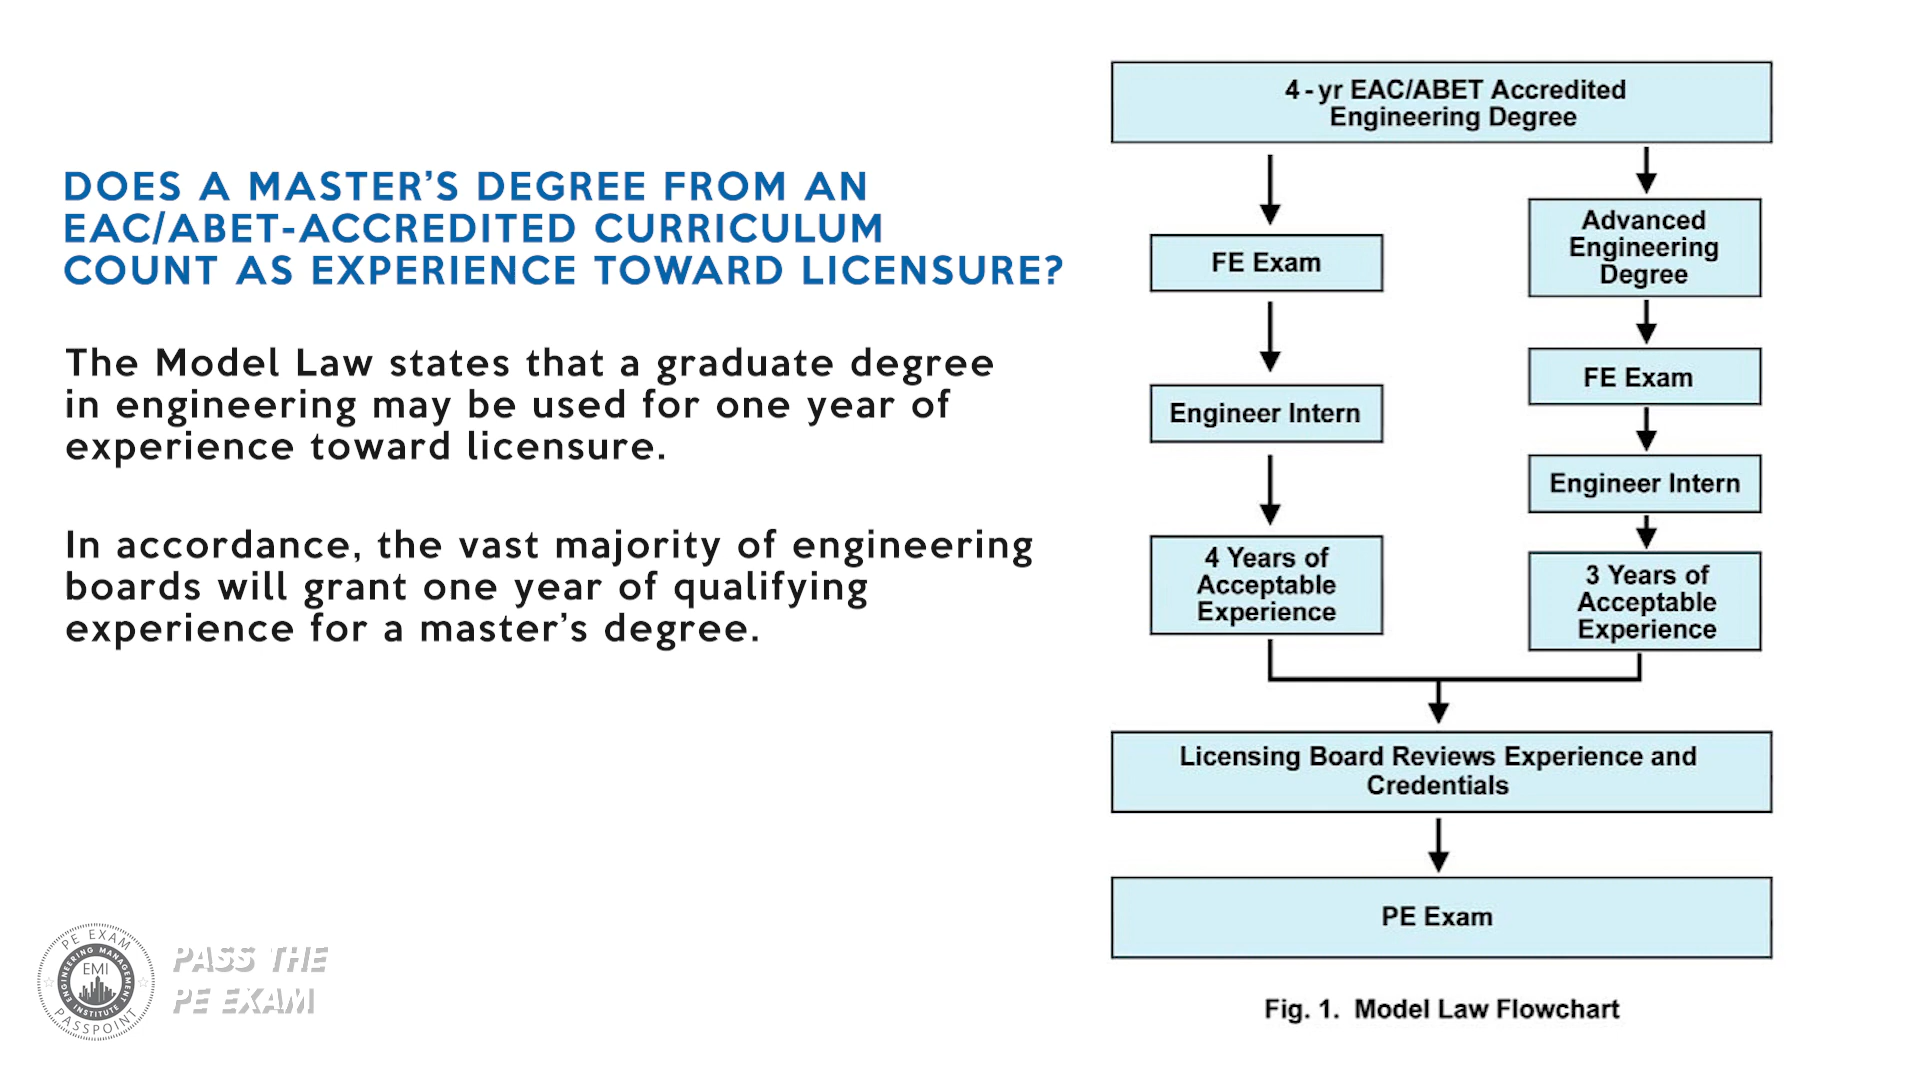 DOES A MASTER'S DEGREE FROM AN
EAC/ABET-ACCREDITED CURRICULUM
COUNT AS EXPERIENCE TOWARD LICENSURE?
The Model Law states that a graduate degree
in engineering may be used for one year of
experience toward licensure.
In accordance, the vast majority of engineering
boards will grant one year of qualifying
experience for a master's degree.
4-yr EAC/ABET Accredited
Engineering Degree
FE Exam
Engineer Intern
4 Years of
Acceptable
Experience
Advanced
Engineering
Degree
FE Exam
Engineer Intern
3 Years of
Acceptable
Experience
Licensing Board Reviews Experience and
Credentials
PE Exam
Fig. 1. Model Law Flowchart
PE EXAM
ENGINEERING MANAGEMENT
EMI
INSTITUTE
PASSPOINT
PASS THE
PE EXAM